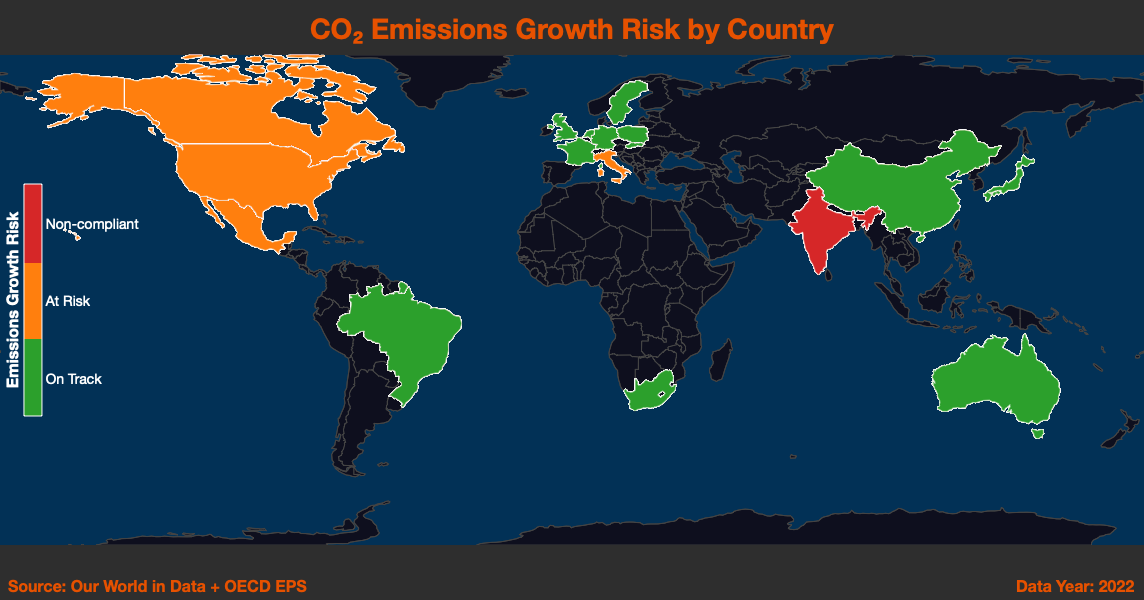 CO₂ Emissions Growth Risk by Country
Emissions Growth Risk
Non-compliant
At Risk
On Track
Source: Our World in Data + OECD EPS
Data Year: 2022